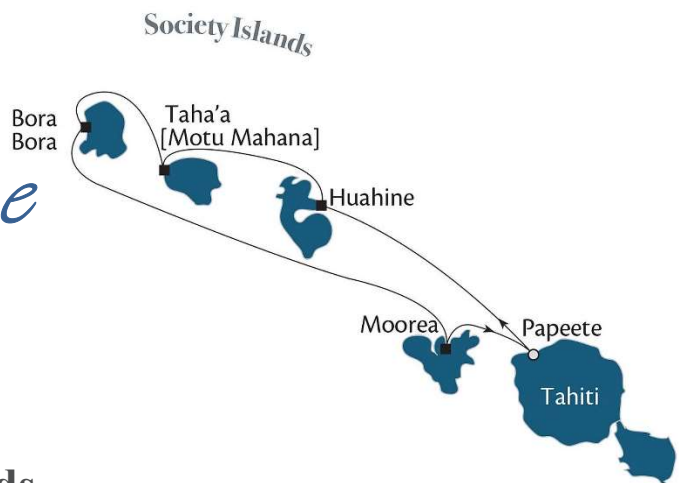 Society Islands
Bora
Bora
Taha'a
[Motu Mahana]
Huahine
e
Moorea
Papeete
Tahiti